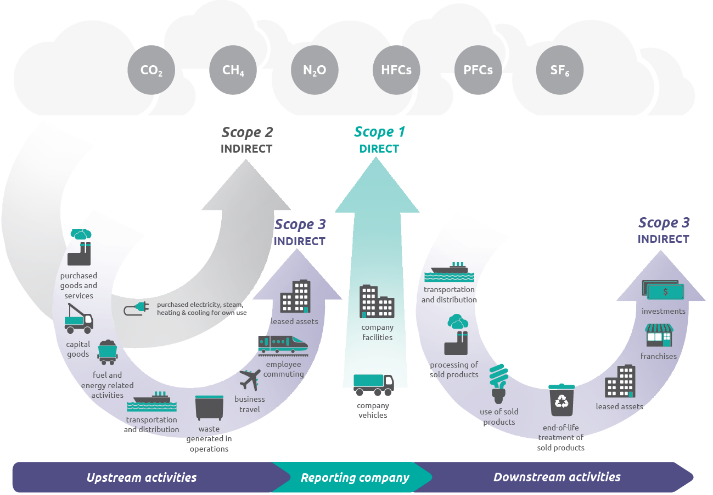 CO2
CH4
N2O
HFCs
PFCs
SF6
Scope 2
INDIRECT
Scope 1
DIRECT
Scope 3
INDIRECT
Scope 3
INDIRECT
purchased
goods and
services
capital
goods
fuel and
energy related
activities
transportation
and distribution
waste
generated in
operations
business
travel
employee
commuting
leased assets
purchased electricity, steam,
heating & cooling for own use
company
facilities
company
vehicles
transportation
and distribution
processing of
sold products
use of sold
products
end-of-life
treatment of
sold products
leased assets
franchises
$
investments
Upstream activities
Reporting company
Downstream activities